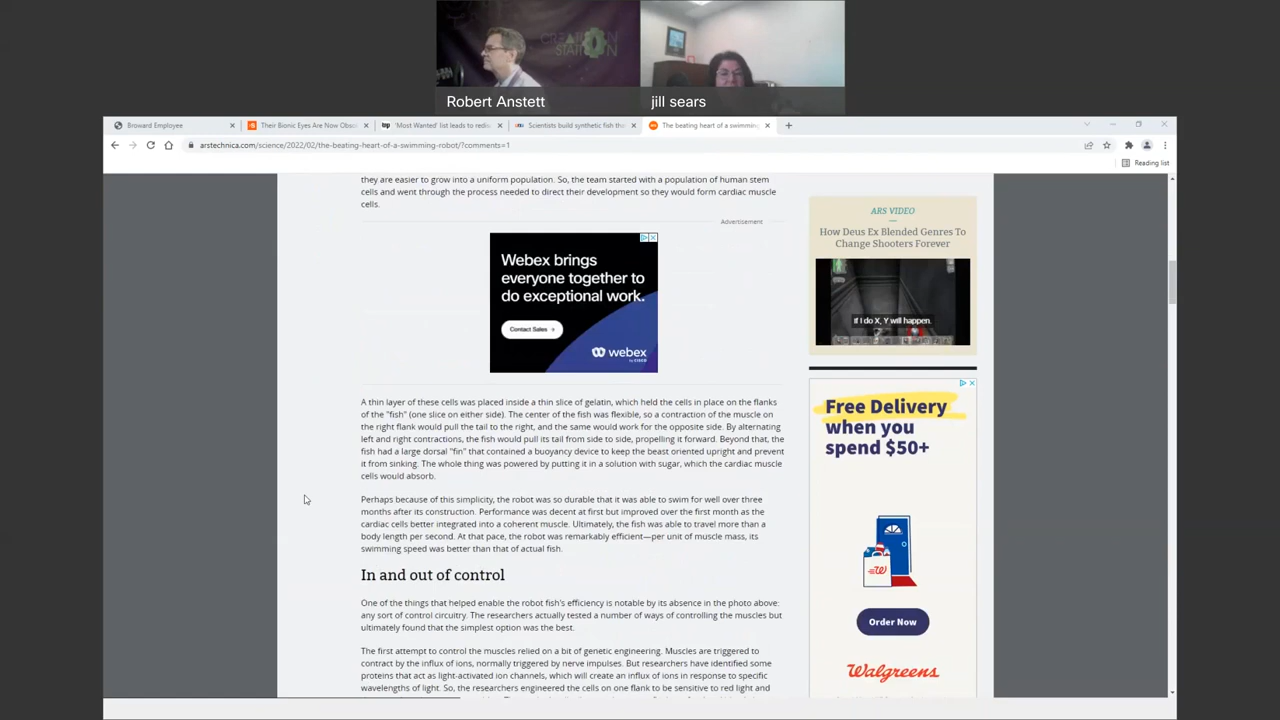 CREATION
STATION
Robert Anstett
jill sears
Broward Employee
Their Bionic Eyes Are Now Obso
'Most Wanted' list leads to redis
Scientists build synthetic fish tha
The beating heart of a swimming
arstechnica.com/science/2022/02/the-beating-heart-of-a-swimming-robot/?comments=1
Reading list
they are easier to grow into a uniform population. So, the team started with a population of human stem
cells and went through the process needed to direct their development so they would form cardiac muscle
cells.
Advertisement
Webex brings
everyone together to
do exceptional work.
Contact Sales →
webex
by CISCO
A thin layer of these cells was placed inside a thin slice of gelatin, which held the cells in place on the flanks
of the "fish" (one slice on either side). The center of the fish was flexible, so a contraction of the muscle on
the right flank would pull the tail to the right, and the same would work for the opposite side. By alternating
left and right contractions, the fish would pull its tail from side to side, propelling it forward. Beyond that, the
fish had a large dorsal "fin" that contained a buoyancy device to keep the beast oriented upright and prevent
it from sinking. The whole thing was powered by putting it in a solution with sugar, which the cardiac muscle
cells would absorb.
Perhaps because of this simplicity, the robot was so durable that it was able to swim for well over three
months after its construction. Performance was decent at first but improved over the first month as the
cardiac cells better integrated into a coherent muscle. Ultimately, the fish was able to travel more than a
body length per second. At that pace, the robot was remarkably efficient—per unit of muscle mass, its
swimming speed was better than that of actual fish.
In and out of control
One of the things that helped enable the robot fish's efficiency is notable by its absence in the photo above:
any sort of control circuitry. The researchers actually tested a number of ways of controlling the muscles but
ultimately found that the simplest option was the best.
The first attempt to control the muscles relied on a bit of genetic engineering. Muscles are triggered to
contract by the influx of ions, normally triggered by nerve impulses. But researchers have identified some
proteins that act as light-activated ion channels, which will create an influx of ions in response to specific
wavelengths of light. So, the researchers engineered the cells on one flank to be sensitive to red light and
ARS VIDEO
How Deus Ex Blended Genres To
Change Shooters Forever
if I do X, Y will happen.
Free Delivery
when you
spend $50+
W
Order Now
Walgreens